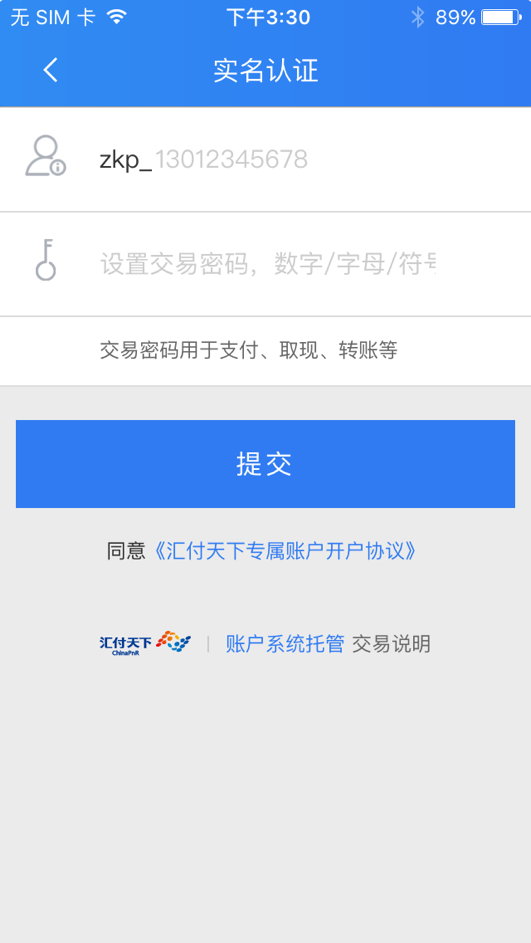 无 SIM 卡 下午3:30 89%
实名认证
zkp_13012345678
设置交易密码，数字/字母/符
交易密码用于支付、取现、转账等
提交
同意《汇付天下专属账户开户协议》
汇付天下 | 账户系统托管 交易说明
ChinaPnR